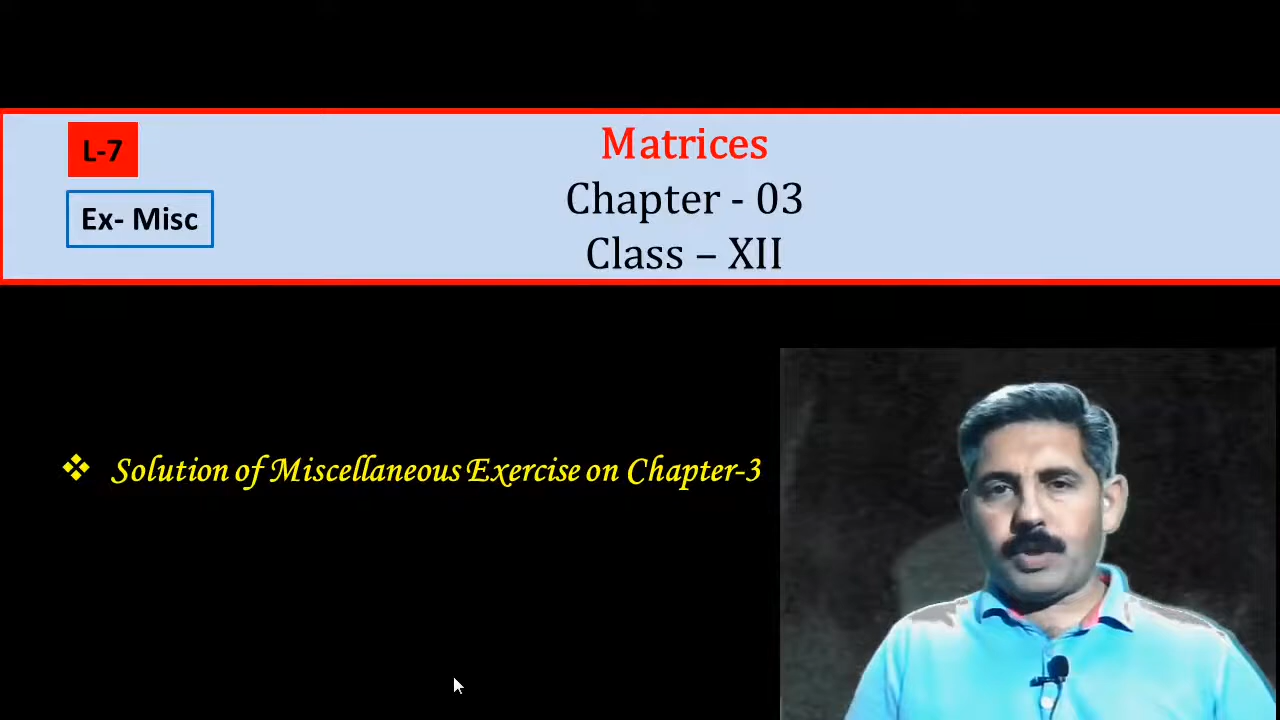 L-7
Ex- Misc
Matrices
Chapter - 03
Class – XII
Solution of Miscellaneous Exercise on Chapter-3